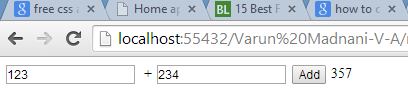 free css a
Home ap
BL 15 Best F
how to c
localhost:55432/Varun%20Madnani-V-A/
123 + 234 Add 357